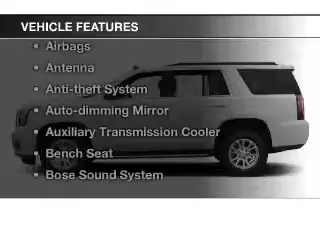 VEHICLE FEATURES
• Airbags
• Antenna
• Anti-theft System
• Auto-dimming Mirror
• Auxiliary Transmission Cooler
• Bench Seat
• Bose Sound System